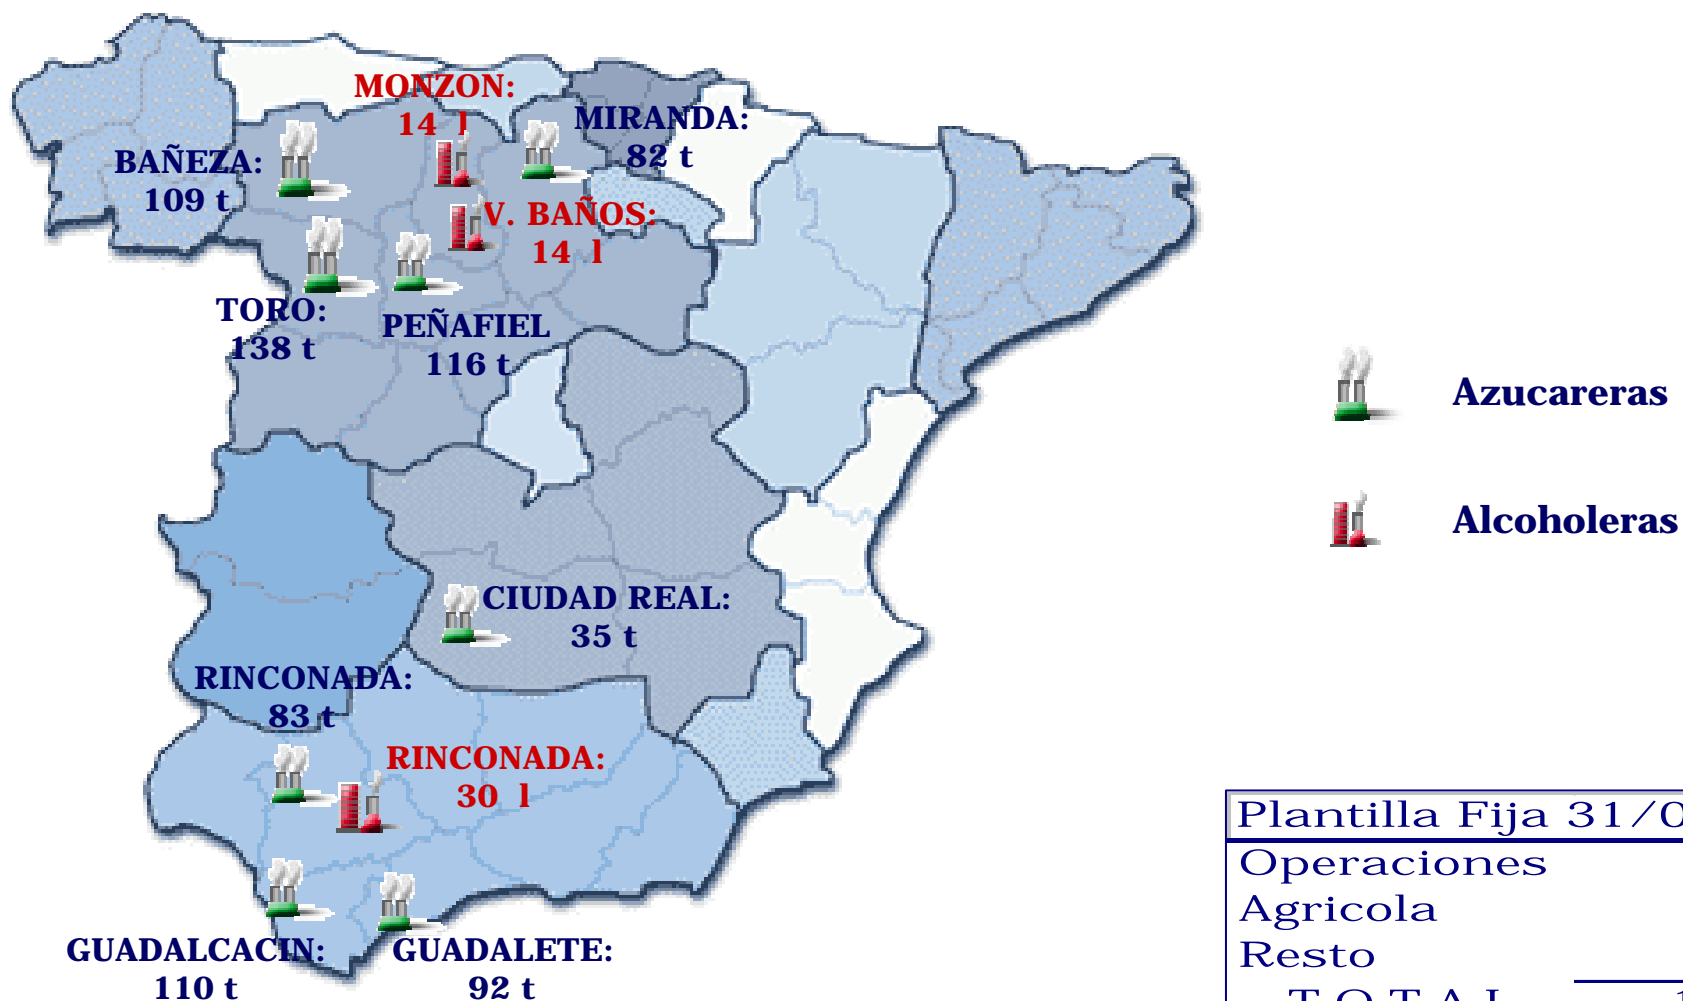 MONZON:
14 l
MIRANDA:
82 t
BAÑEZA:
109 t
V. BAÑOS:
14 l
TORO:
138 t
PEÑAFIEL
116 t
Azucareras
Alcoholeras
CIUDAD REAL:
35 t
RINCONADA:
83 t
RINCONADA:
30 l
GUADALCACIN:
110 t
GUADALETE:
92 t
Plantilla Fija 31/0
Operaciones
Agricola
Resto
T O T A L